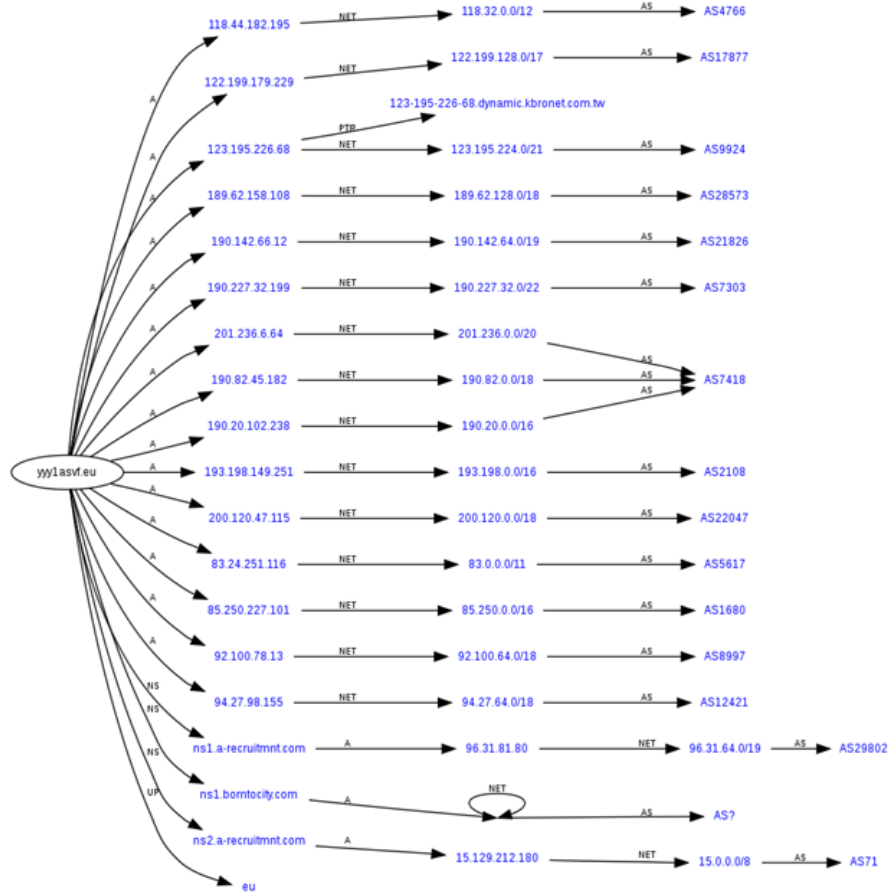 118.44.182.195 NET 118.32.0.0/12 AS AS4766
A 122.199.179.229 NET 122.199.128.0/17 AS AS17877
123-195-226-68.dynamic.kbronet.com.tw
PTR
A 123.195.226.68 NET 123.195.224.0/21 AS AS9924
A 189.62.158.108 NET 189.62.128.0/18 AS AS28573
A 190.142.66.12 NET 190.142.64.0/19 AS AS21826
A 190.227.32.199 NET 190.227.32.0/22 AS AS7303
A 201.236.6.64 NET 201.236.0.0/20 AS
A 190.82.45.182 NET 190.82.0.0/18 AS AS7418
A 190.20.102.238 NET 190.20.0.0/16 AS
A
yyy1asvf.eu A 193.198.149.251 NET 193.198.0.0/16 AS AS2108
A 200.120.47.115 NET 200.120.0.0/18 AS AS22047
A 83.24.251.116 NET 83.0.0.0/11 AS AS5617
A 85.250.227.101 NET 85.250.0.0/16 AS AS1680
A 92.100.78.13 NET 92.100.64.0/18 AS AS8997
A 94.27.98.155 NET 94.27.64.0/18 AS AS12421
NS ns1.a-recruitmnt.com A 96.31.81.80 NET 96.31.64.0/19 AS AS29802
NS ns1.borntocity.com A NET AS AS?
NS ns2.a-recruitmnt.com A 15.129.212.180 NET 15.0.0.0/8 AS AS71
UP eu